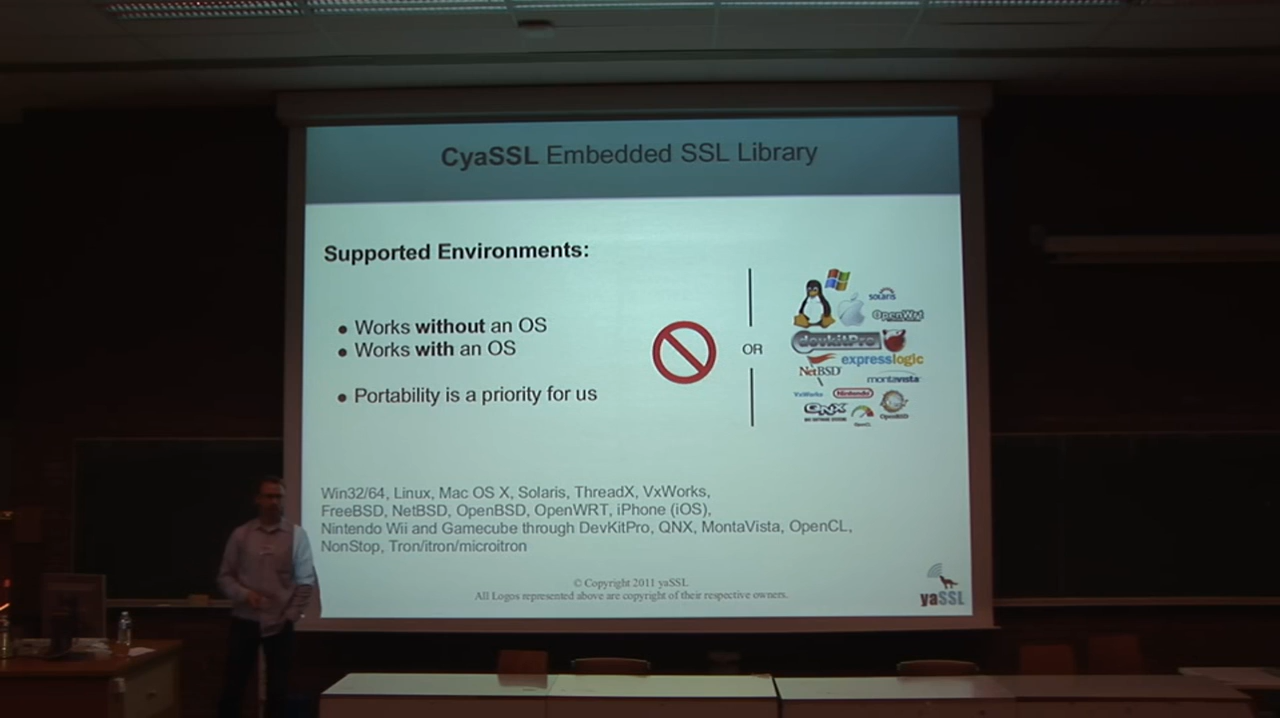 CyaSSL Embedded SSL Library
Supported Environments:
● Works without an OS
● Works with an OS
● Portability is a priority for us
OR
solaris
OpenWrt
devkitPro
expresslogic
NetBSD
montavista
VxWorks
Nintendo
QNX
OpenBSD
OpenCL
Win32/64, Linux, Mac OS X, Solaris, ThreadX, VxWorks,
FreeBSD, NetBSD, OpenBSD, OpenWRT, iPhone (iOS),
Nintendo Wii and Gamecube through DevKitPro, QNX, MontaVista, OpenCL,
NonStop, Tron/itron/microitron
© Copyright 2011 yaSSL
All Logos represented above are copyright of their respective owners.
yaSSL